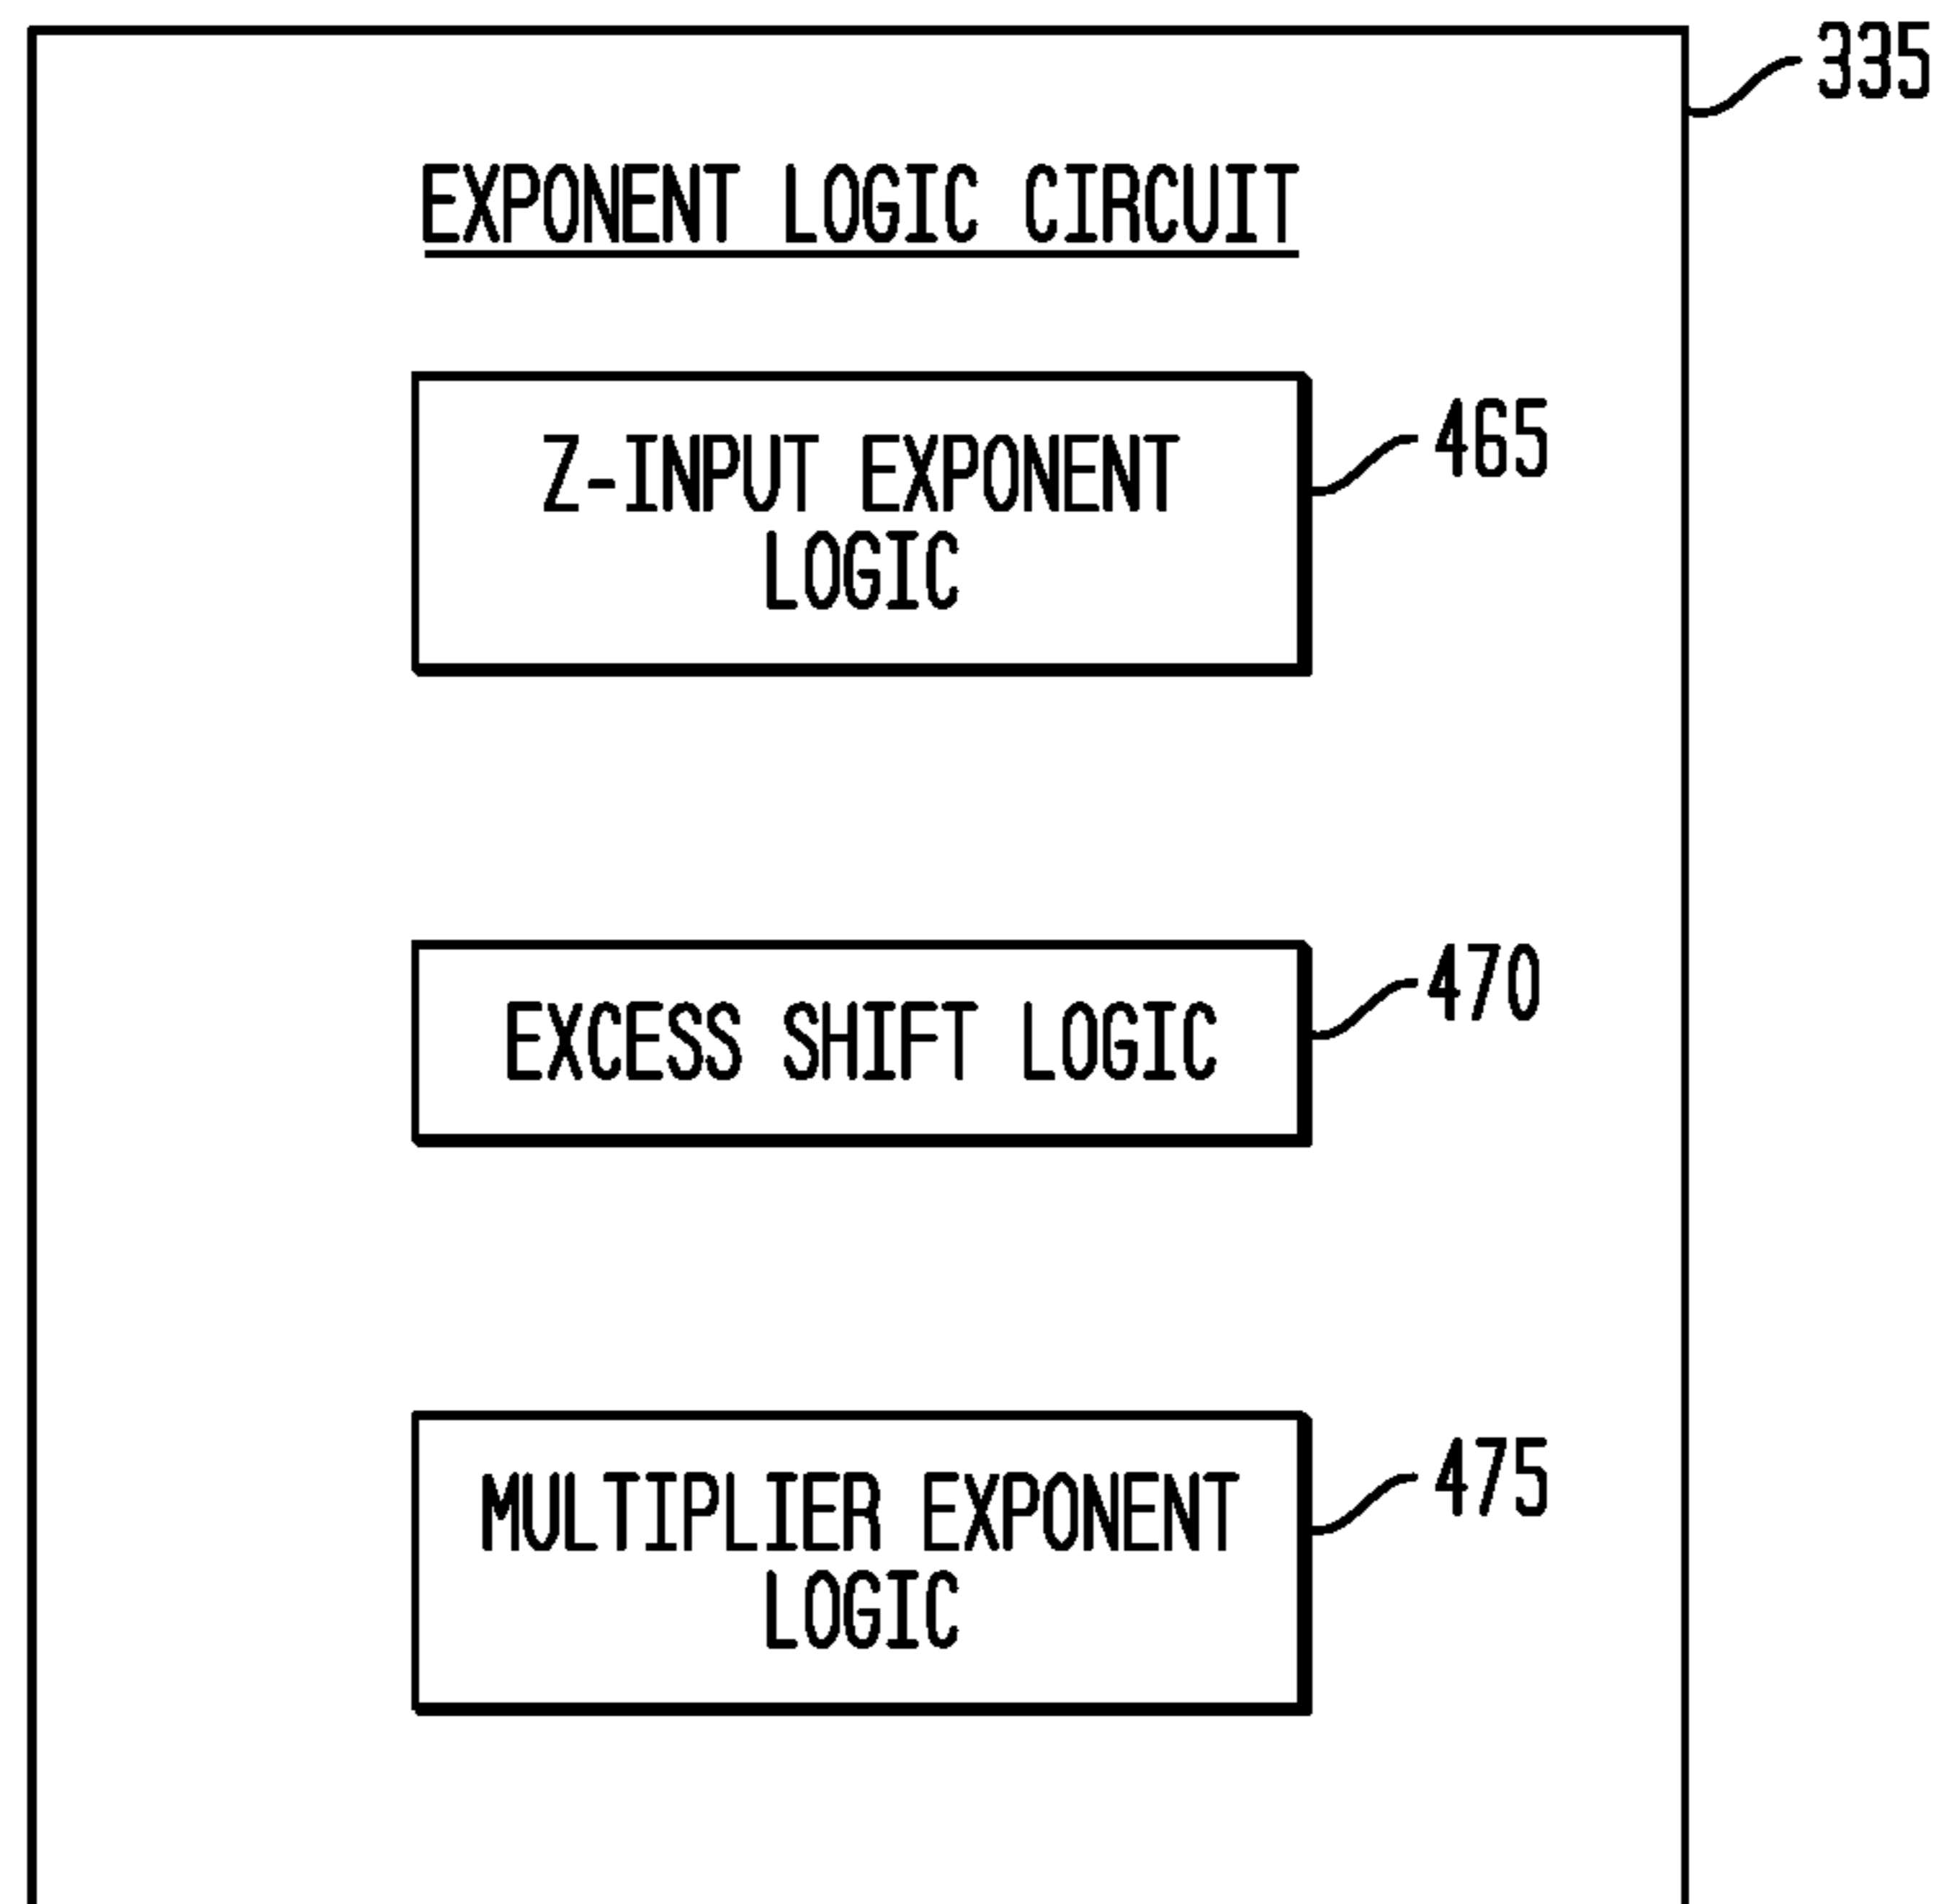 335
EXPONENT LOGIC CIRCUIT
Z-INPUT EXPONENT
LOGIC
465
EXCESS SHIFT LOGIC
470
MULTIPLIER EXPONENT
LOGIC
475